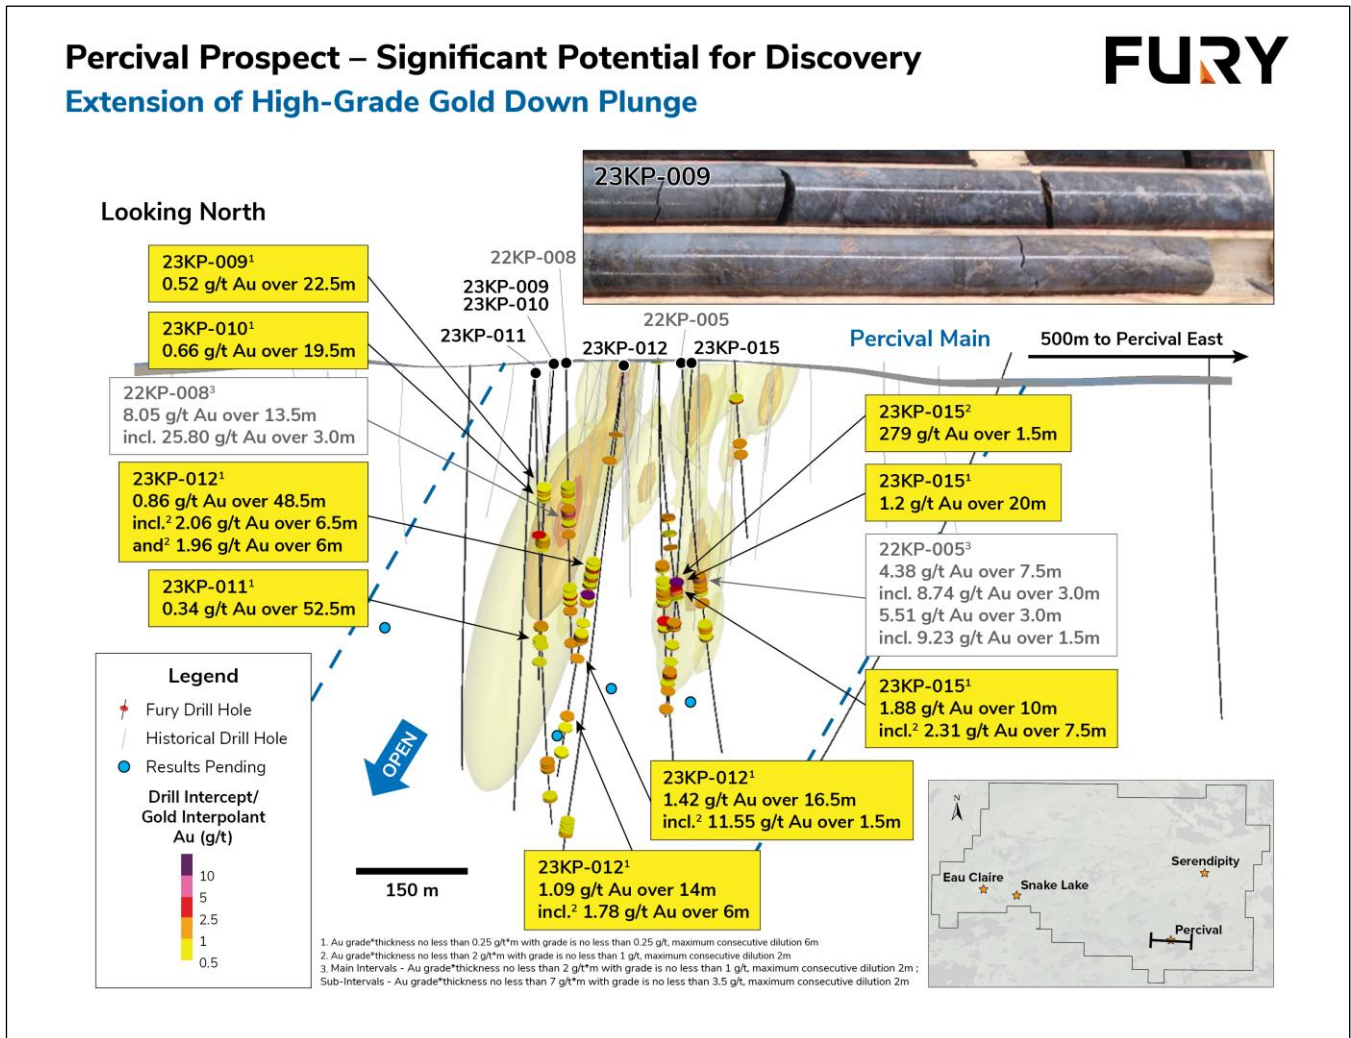 Percival Prospect – Significant Potential for Discovery
Extension of High-Grade Gold Down Plunge
FURY
23KP-009
Looking North
23KP-009¹
0.52 g/t Au over 22.5m
23KP-010¹
0.66 g/t Au over 19.5m
22KP-008³
8.05 g/t Au over 13.5m
incl. 25.80 g/t Au over 3.0m
23KP-012¹
0.86 g/t Au over 48.5m
incl.² 2.06 g/t Au over 6.5m
and² 1.96 g/t Au over 6m
23KP-011¹
0.34 g/t Au over 52.5m
22KP-008
23KP-009
23KP-010
23KP-011
23KP-012
22KP-005
23KP-015
Percival Main
500m to Percival East
23KP-015²
279 g/t Au over 1.5m
23KP-015¹
1.2 g/t Au over 20m
22KP-005³
4.38 g/t Au over 7.5m
incl. 8.74 g/t Au over 3.0m
5.51 g/t Au over 3.0m
incl. 9.23 g/t Au over 1.5m
23KP-015¹
1.88 g/t Au over 10m
incl.² 2.31 g/t Au over 7.5m
23KP-012¹
1.42 g/t Au over 16.5m
incl.² 11.55 g/t Au over 1.5m
23KP-012¹
1.09 g/t Au over 14m
incl.² 1.78 g/t Au over 6m
OPEN
150 m
Legend
Fury Drill Hole
Historical Drill Hole
Results Pending
Drill Intercept/
Gold Interpolant
Au (g/t)
10
5
2.5
1
0.5
1. Au grade*thickness no less than 0.25 g/t*m with grade is no less than 0.25 g/t, maximum consecutive dilution 6m
2. Au grade*thickness no less than 2 g/t*m with grade is no less than 1 g/t, maximum consecutive dilution 2m
3. Main Intervals - Au grade*thickness no less than 2 g/t*m with grade is no less than 1 g/t, maximum consecutive dilution 2m ;
Sub-Intervals - Au grade*thickness no less than 7 g/t*m with grade is no less than 3.5 g/t, maximum consecutive dilution 2m
N
Eau Claire
Snake Lake
Serendipity
Percival